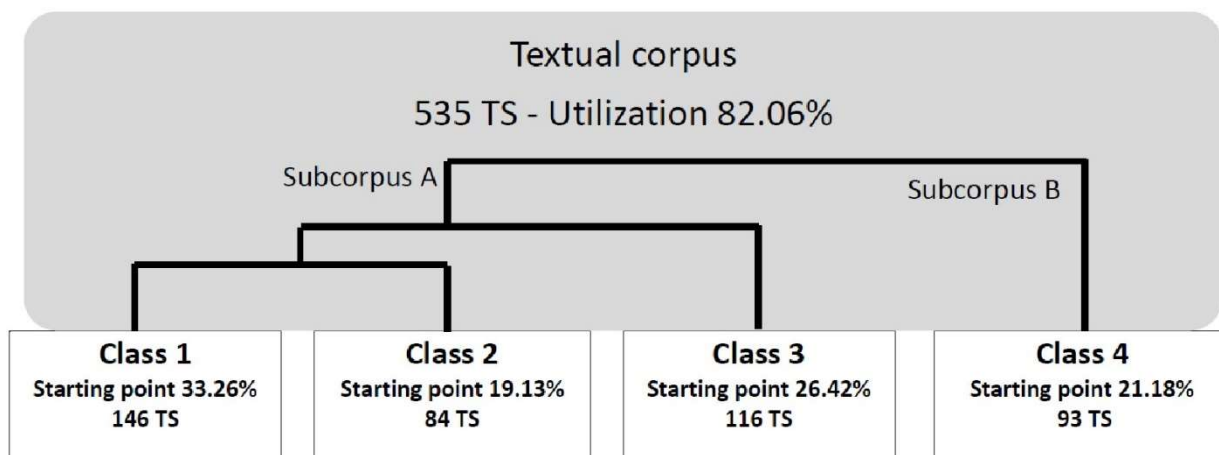 Textual corpus
535 TS - Utilization 82.06%
Subcorpus A
Subcorpus B
Class 1
Starting point 33.26%
146 TS
Class 2
Starting point 19.13%
84 TS
Class 3
Starting point 26.42%
116 TS
Class 4
Starting point 21.18%
93 TS